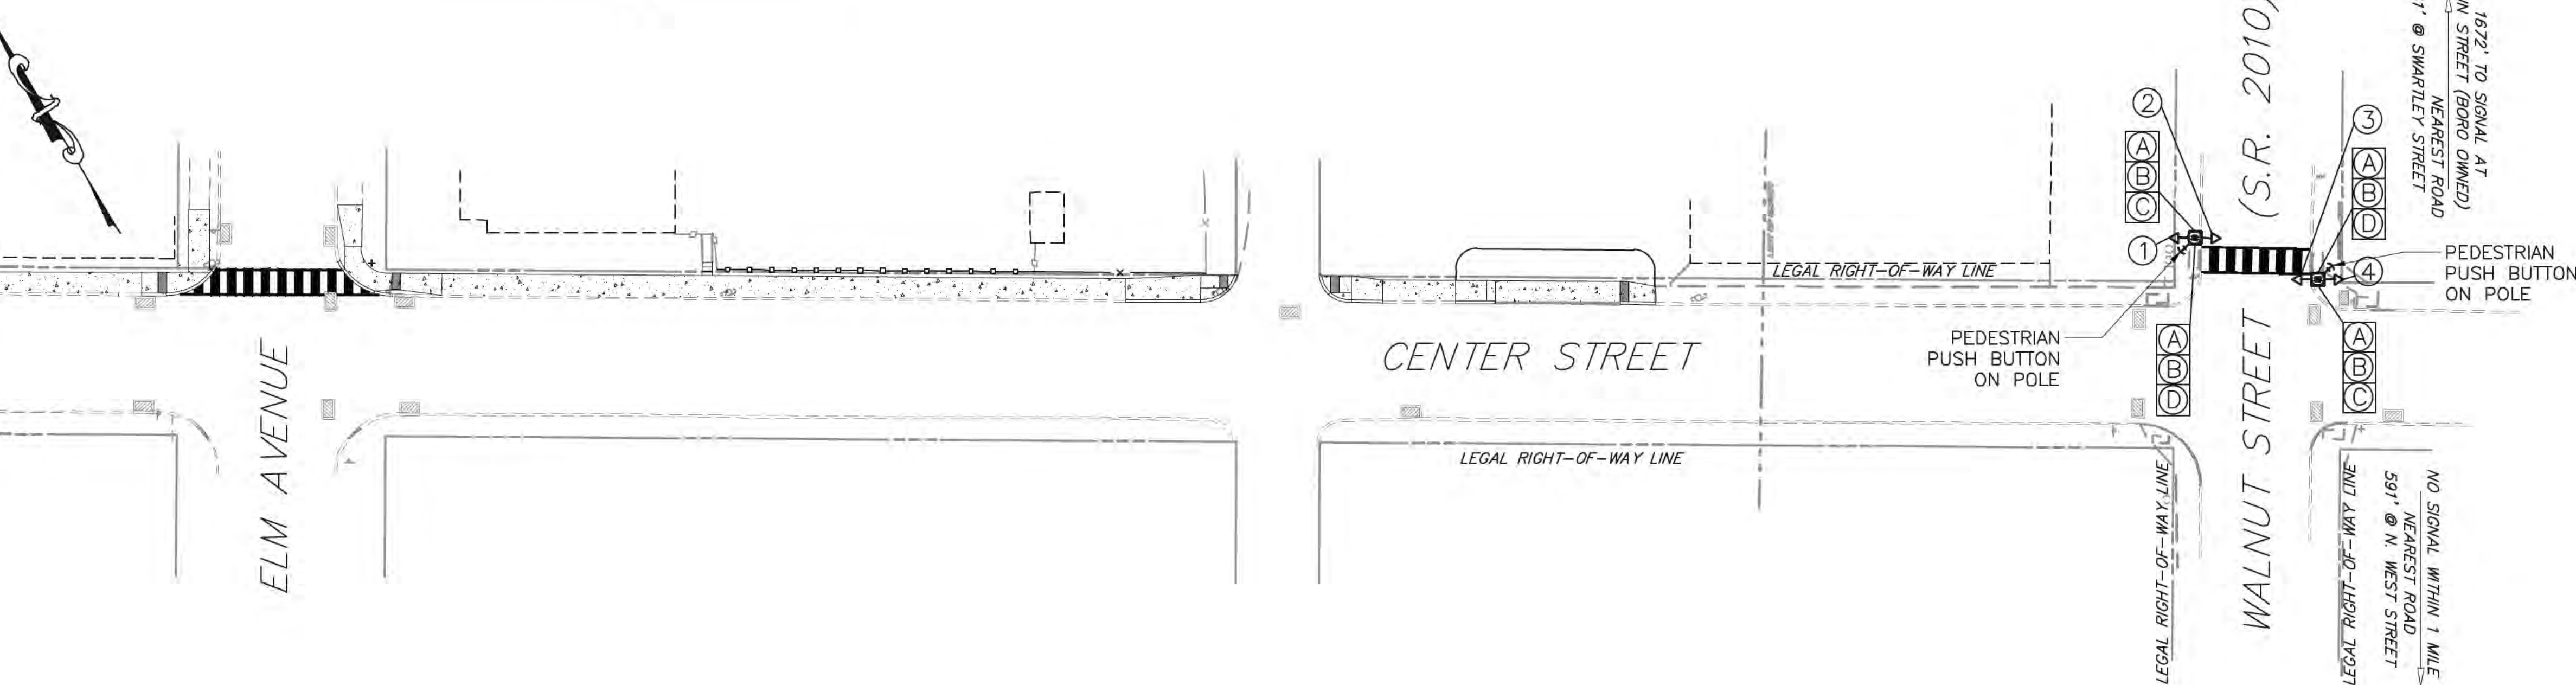 ELM AVENUE
CENTER STREET
LEGAL RIGHT-OF-WAY LINE
LEGAL RIGHT-OF-WAY LINE
PEDESTRIAN
PUSH BUTTON
ON POLE
1
2
A
B
C
A
B
D
WALNUT STREET (S.R. 2010)
3
A
B
D
4
A
B
C
PEDESTRIAN
PUSH BUTTON
ON POLE
1672' TO SIGNAL AT
IN STREET (BORO OWNED)
NEAREST ROAD
1' @ SWARTLEY STREET
LEGAL RIGHT-OF-WAY LINE
LEGAL RIGHT-OF-WAY LINE
NO SIGNAL WITHIN 1 MILE
NEAREST ROAD
591' @ N. WEST STREET